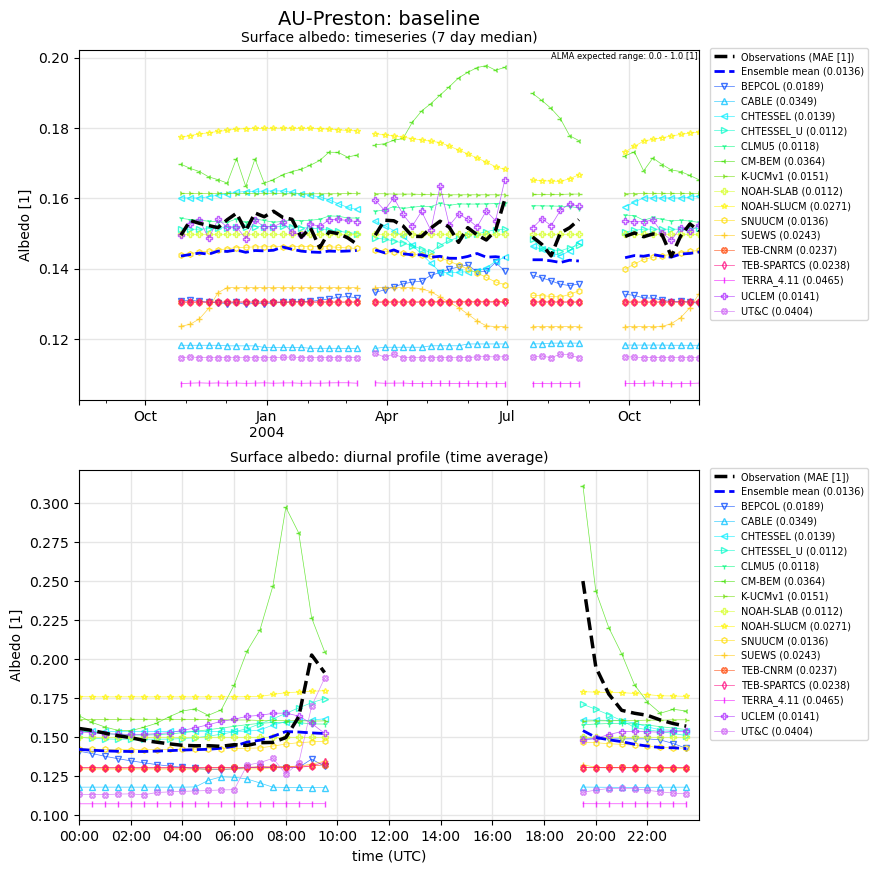 AU-Preston: baseline
Surface albedo: timeseries (7 day median)
ALMA expected range: 0.0 - 1.0 [1]
0.20
0.18
0.16
0.14
0.12
Albedo [1]
Oct
Jan
2004
Apr
Jul
Oct
Observations (MAE [1])
Ensemble mean (0.0136)
BEPCOL (0.0189)
CABLE (0.0349)
CHTESSEL (0.0139)
CHTESSEL_U (0.0112)
CLMU5 (0.0118)
CM-BEM (0.0364)
K-UCMv1 (0.0151)
NOAH-SLAB (0.0112)
NOAH-SLUCM (0.0271)
SNUUCM (0.0136)
SUEWS (0.0243)
TEB-CNRM (0.0237)
TEB-SPARTCS (0.0238)
TERRA_4.11 (0.0465)
UCLEM (0.0141)
UT&C (0.0404)
Surface albedo: diurnal profile (time average)
0.300
0.275
0.250
0.225
0.200
0.175
0.150
0.125
0.100
Albedo [1]
00:00
02:00
04:00
06:00
08:00
10:00
12:00
14:00
16:00
18:00
20:00
22:00
time (UTC)
Observation (MAE [1])
Ensemble mean (0.0136)
BEPCOL (0.0189)
CABLE (0.0349)
CHTESSEL (0.0139)
CHTESSEL_U (0.0112)
CLMU5 (0.0118)
CM-BEM (0.0364)
K-UCMv1 (0.0151)
NOAH-SLAB (0.0112)
NOAH-SLUCM (0.0271)
SNUUCM (0.0136)
SUEWS (0.0243)
TEB-CNRM (0.0237)
TEB-SPARTCS (0.0238)
TERRA_4.11 (0.0465)
UCLEM (0.0141)
UT&C (0.0404)